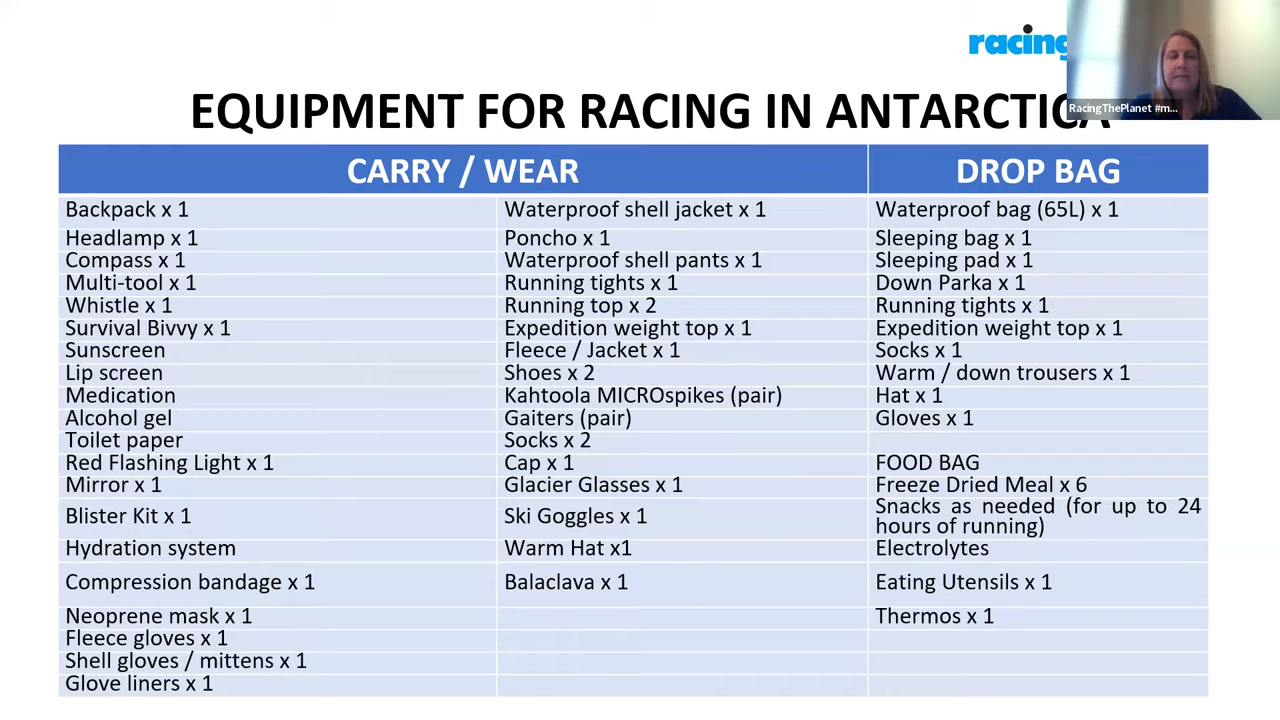 racing
RacingThePlanet #m...
EQUIPMENT FOR RACING IN ANTARCTICA
CARRY / WEAR
DROP BAG
Backpack x 1
Waterproof shell jacket x 1
Waterproof bag (65L) x 1
Headlamp x 1
Poncho x 1
Sleeping bag x 1
Compass x 1
Waterproof shell pants x 1
Sleeping pad x 1
Multi-tool x 1
Running tights x 1
Down Parka x 1
Whistle x 1
Running top x 2
Running tights x 1
Survival Bivvy x 1
Expedition weight top x 1
Expedition weight top x 1
Sunscreen
Fleece / Jacket x 1
Socks x 1
Lip screen
Shoes x 2
Warm / down trousers x 1
Medication
Kahtoola MICROspikes (pair)
Hat x 1
Alcohol gel
Gaiters (pair)
Gloves x 1
Toilet paper
Socks x 2
Red Flashing Light x 1
Cap x 1
FOOD BAG
Mirror x 1
Glacier Glasses x 1
Freeze Dried Meal x 6
Blister Kit x 1
Ski Goggles x 1
Snacks as needed (for up to 24
hours of running)
Hydration system
Warm Hat x1
Electrolytes
Compression bandage x 1
Balaclava x 1
Eating Utensils x 1
Neoprene mask x 1
Thermos x 1
Fleece gloves x 1
Shell gloves / mittens x 1
Glove liners x 1